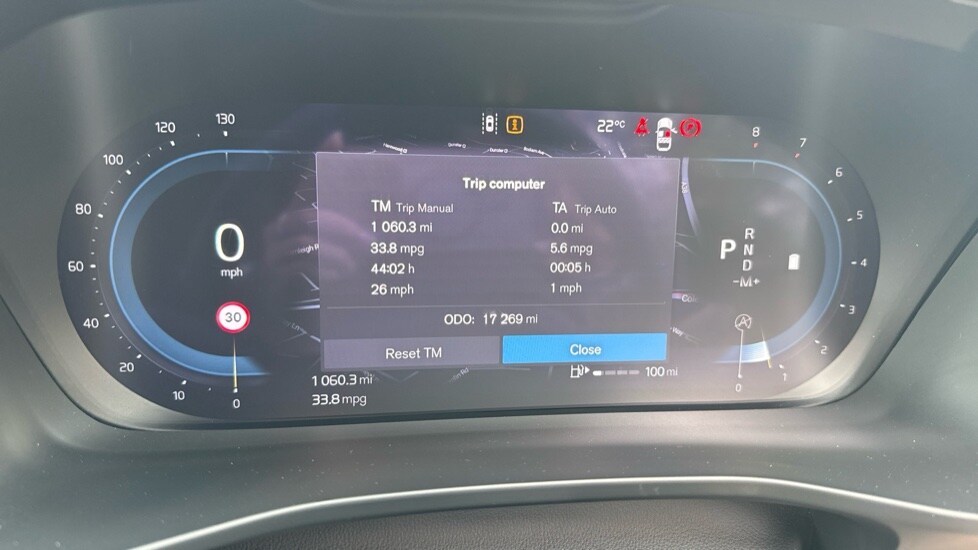 130
120
100
80
60
40
20
10
0
0
mph
30
22°C
Trip computer
TM Trip Manual
TA Trip Auto
1 060.3 mi
0.0 mi
33.8 mpg
5.6 mpg
44:02 h
00:05 h
26 mph
1 mph
ODO: 17 269 mi
Reset TM
Close
1 060.3 mi
33.8 mpg
100 mi
P
R
N
D
-M+
8
7
6
5
4
3
2
1
0